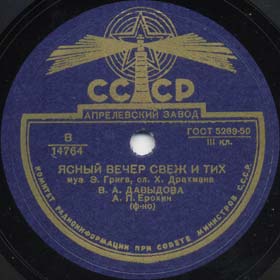 СССР
АПРЕЛЕВСКИЙ ЗАВОД
В
14764
ГОСТ 5289-50
III кл.
ЯСНЫЙ ВЕЧЕР СВЕЖ И ТИХ
муз Э. Грига, сл. Х. Драхмана
В. А. ДАВЫДОВА
А. П. Ерохин
(ф-но)
КОМИТЕТ РАДИОИНФОРМАЦИИ ПРИ СОВЕТЕ МИНИСТРОВ СССР.